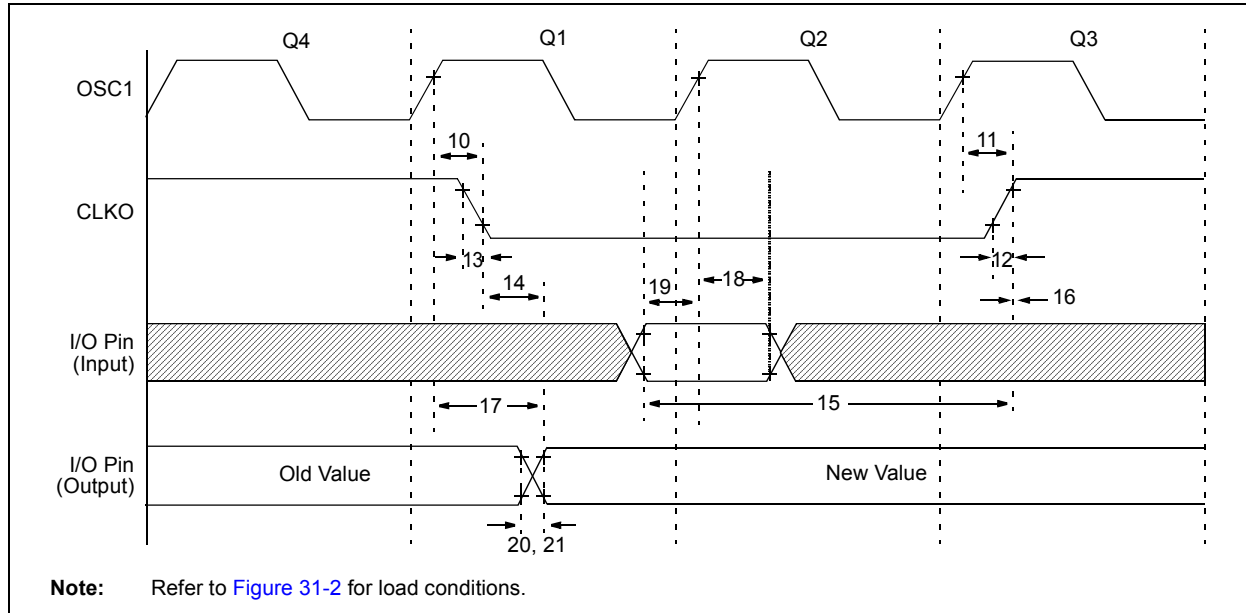 Q4 Q1 Q2 Q3
OSC1
10 11
CLKO
13 12
14 19 18 16
I/O Pin
(Input)
17 15
I/O Pin
(Output)
Old Value New Value
20, 21
Note: Refer to Figure 31-2 for load conditions.